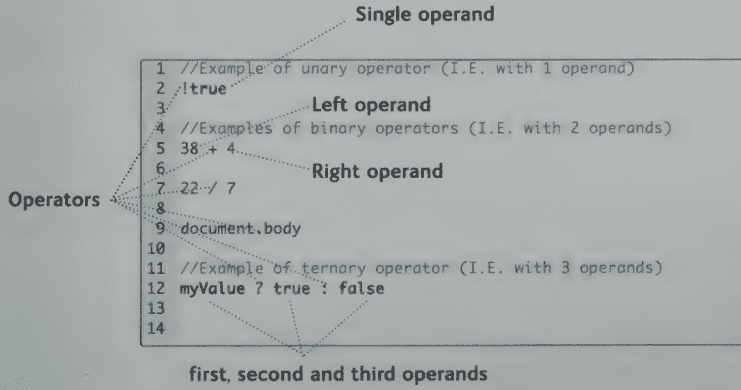 Single operand
1 //Example of unary operator (I.E. with 1 operand)
2 !true
3
Left operand
4 //Examples of binary operators (I.E. with 2 operands)
5 38 + 4
6
Right operand
7 22 / 7
Operators
8
9 document.body
10
11 //Example of ternary operator (I.E. with 3 operands)
12 myValue ? true : false
13
14
first, second and third operands